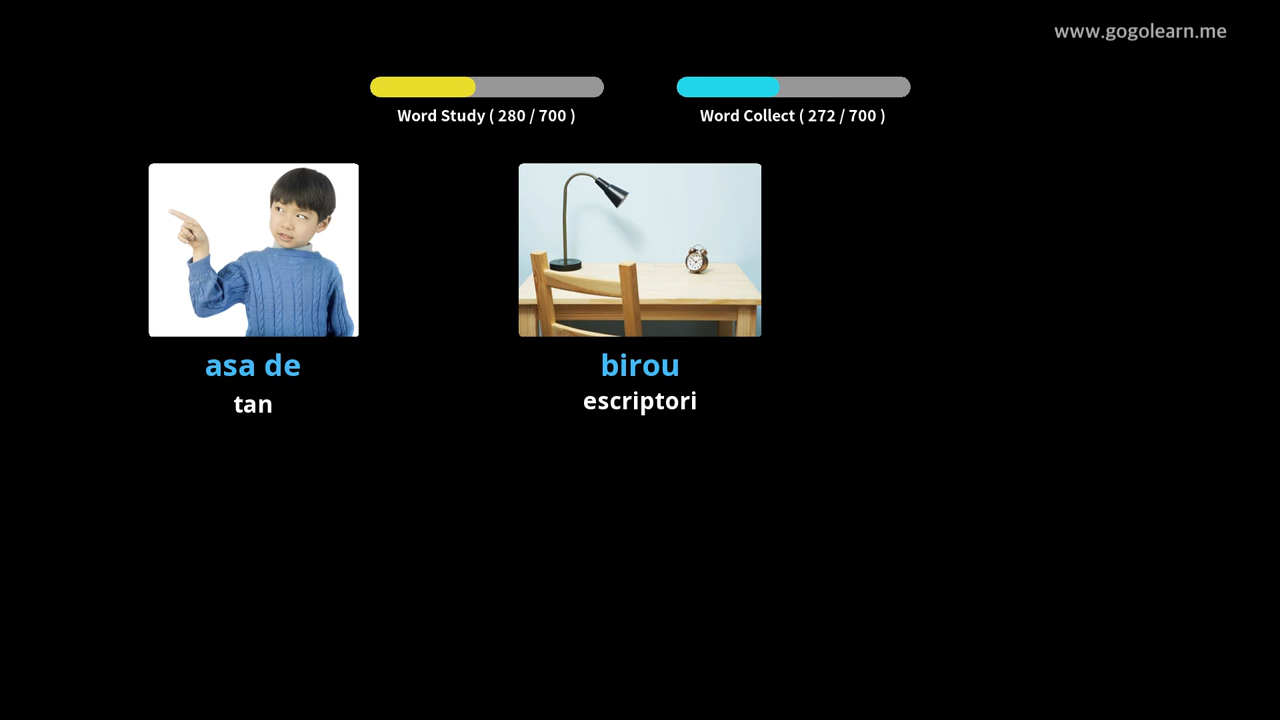 www.gogolearn.me
Word Study ( 280 / 700 )
Word Collect ( 272 / 700 )
asa de
tan
birou
escriptori